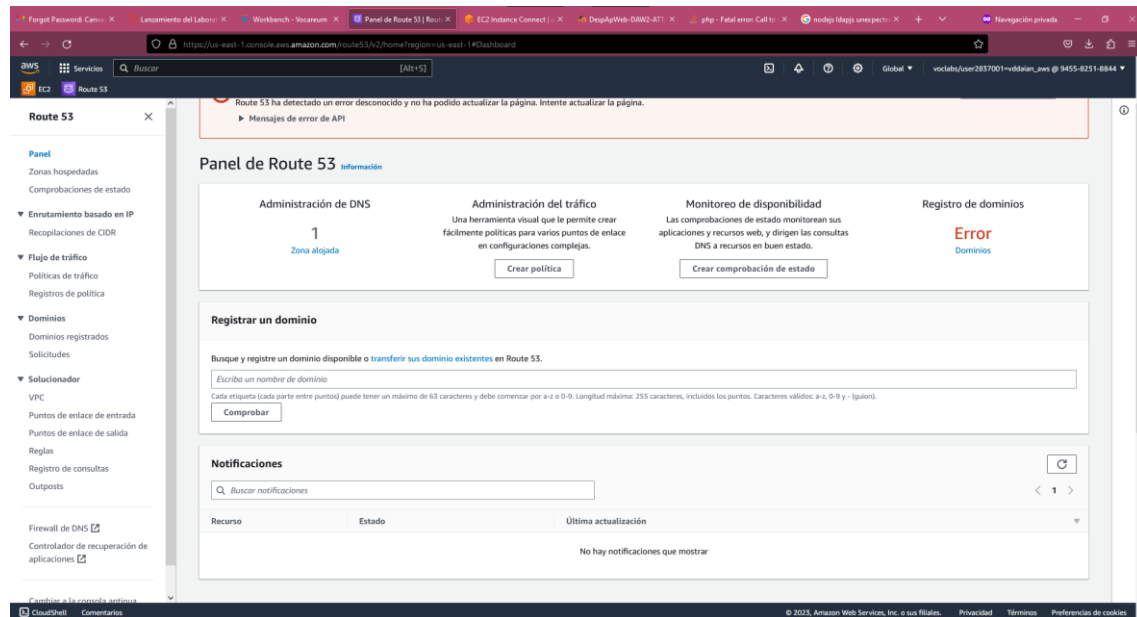 Forgot Password: Canvas
Lanzamiento del Laborat
Workbench - Vocareum
Panel de Route 53 | Rout
EC2 Instance Connect |
DespApWeb-DAW2-ATT
php - Fatal error: Call to
nodejs ldapjs unexpecte
Navegación privada
https://us-east-1.console.aws.amazon.com/route53/v2/home?region=us-east-1#Dashboard
aws
Servicios
Buscar
[Alt+S]
Global
voclabs/user2837001=vddaian_aws @ 9455-8251-8844
EC2
Route 53
Route 53
Panel
Zonas hospedadas
Comprobaciones de estado
Enrutamiento basado en IP
Recopilaciones de CIDR
Flujo de tráfico
Políticas de tráfico
Registros de política
Dominios
Dominios registrados
Solicitudes
Solucionador
VPC
Puntos de enlace de entrada
Puntos de enlace de salida
Reglas
Registro de consultas
Outposts
Firewall de DNS
Controlador de recuperación de
aplicaciones
Cambiar a la consola antigua
Route 53 ha detectado un error desconocido y no ha podido actualizar la página. Intente actualizar la página.
Mensajes de error de API
Panel de Route 53 Información
Administración de DNS
1
Zona alojada
Administración del tráfico
Una herramienta visual que le permite crear
fácilmente políticas para varios puntos de enlace
en configuraciones complejas.
Crear política
Monitoreo de disponibilidad
Las comprobaciones de estado monitorean sus
aplicaciones y recursos web, y dirigen las consultas
DNS a recursos en buen estado.
Crear comprobación de estado
Registro de dominios
Error
Dominios
Registrar un dominio
Busque y registre un dominio disponible o transferir sus dominio existentes en Route 53.
Escriba un nombre de dominio
Cada etiqueta (cada parte entre puntos) puede tener un máximo de 63 caracteres y debe comenzar por a-z o 0-9. Longitud máxima: 255 caracteres, incluidos los puntos. Caracteres válidos: a-z, 0-9 y - (guion).
Comprobar
Notificaciones
Buscar notificaciones
1
Recurso
Estado
Última actualización
No hay notificaciones que mostrar
CloudShell
Comentarios
© 2023, Amazon Web Services, Inc. o sus filiales.
Privacidad
Términos
Preferencias de cookies